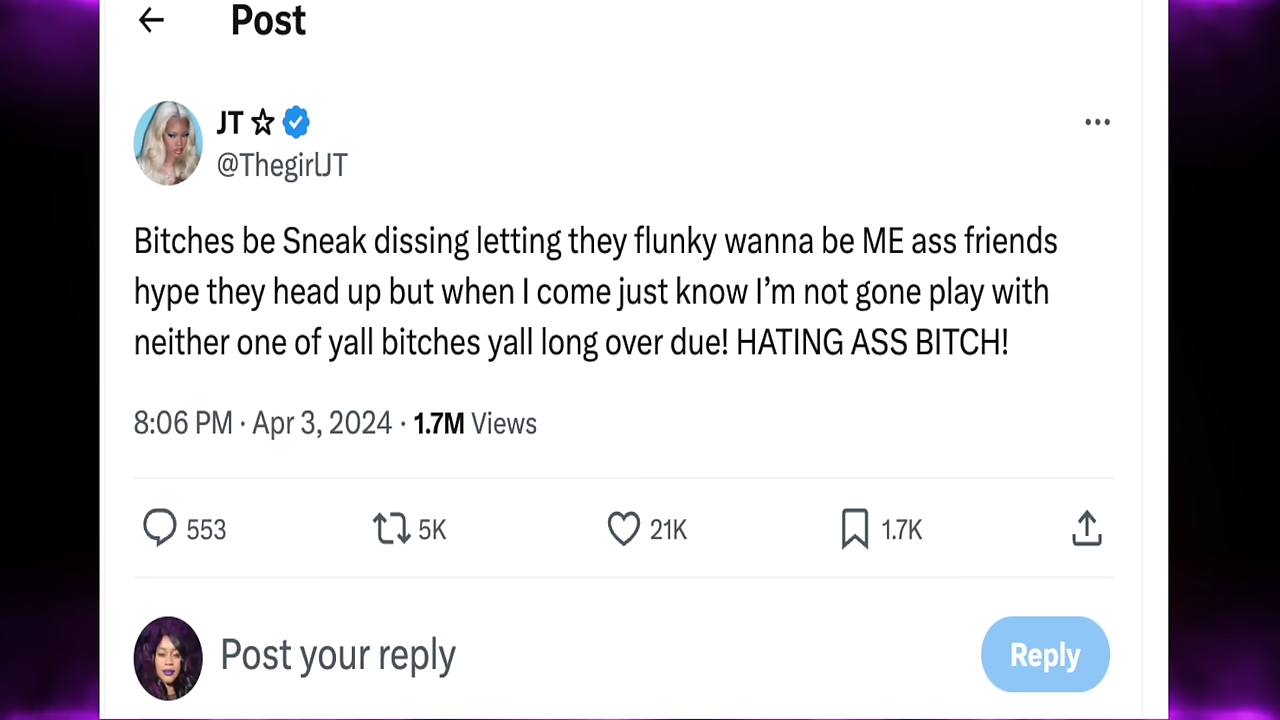 Post
JT ☆
@ThegirlJT
Bitches be Sneak dissing letting they flunky wanna be ME ass friends
hype they head up but when I come just know I’m not gone play with
neither one of yall bitches yall long over due! HATING ASS BITCH!
8:06 PM · Apr 3, 2024 · 1.7M Views
553 5K 21K 1.7K
Post your reply Reply